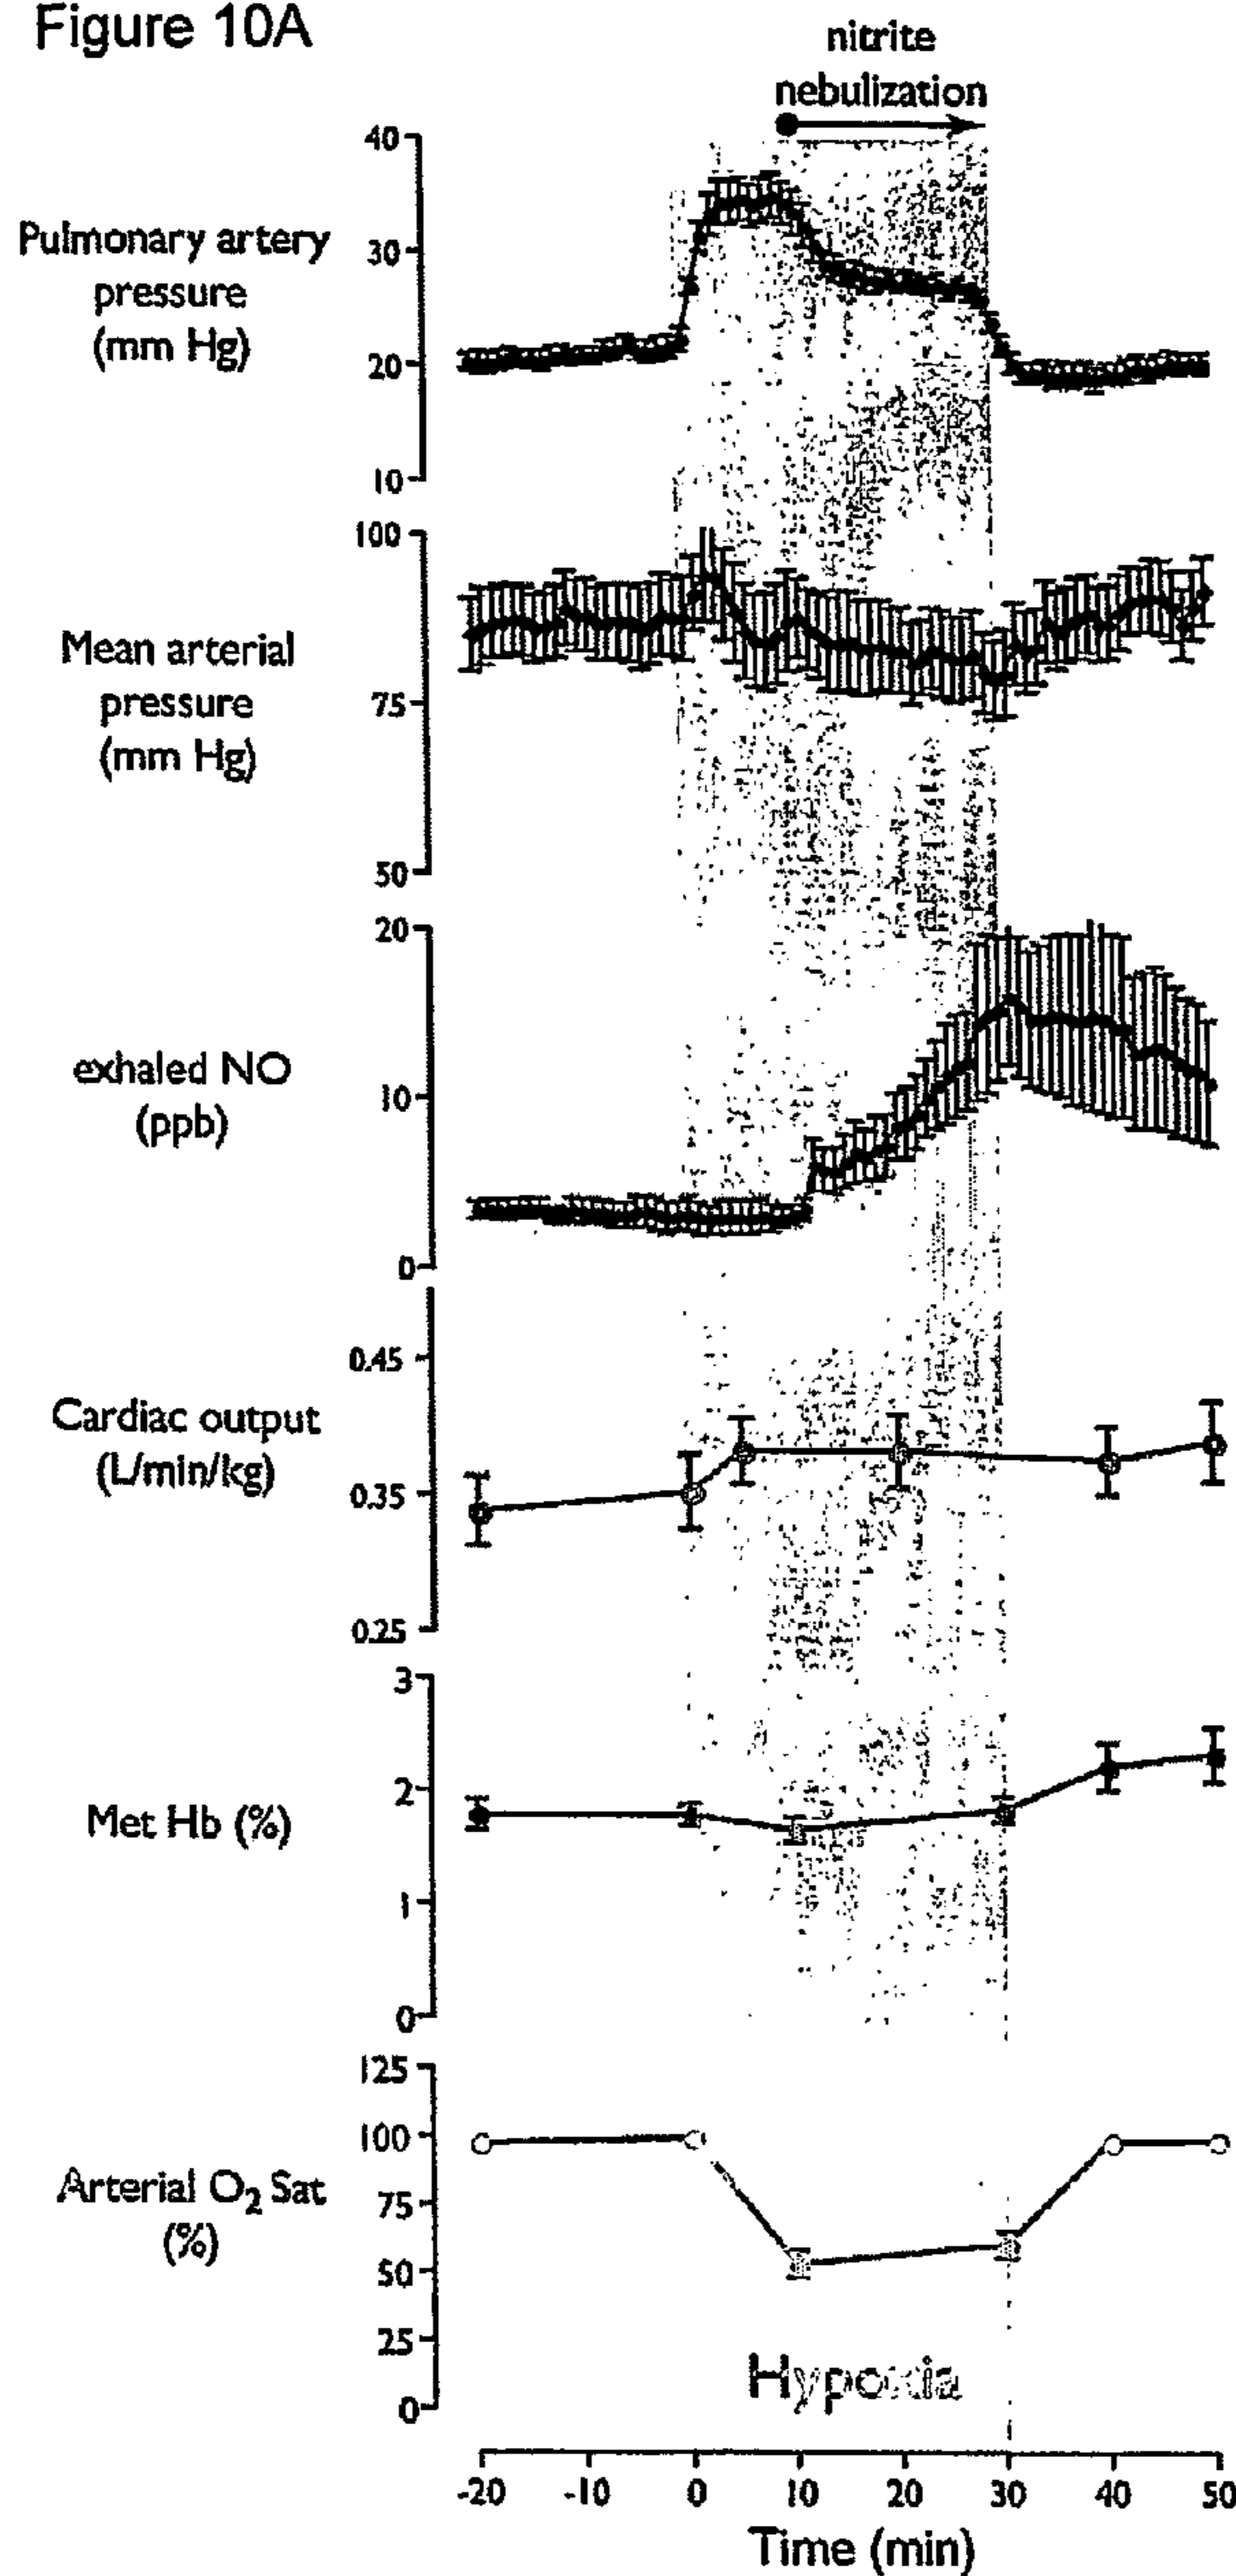 Figure 10A
nitrite
nebulization
40
Pulmonary artery
pressure
(mm Hg)
30
20
10
100
Mean arterial
pressure
(mm Hg)
75
50
20
exhaled NO
(ppb)
10
0
0.45
Cardiac output
(L/min/kg)
0.35
0.25
3
2
Met Hb (%)
1
0
125
100
Arterial O2 Sat
(%)
75
50
25
0
Hypoxia
-20 -10 0 10 20 30 40 50
Time (min)